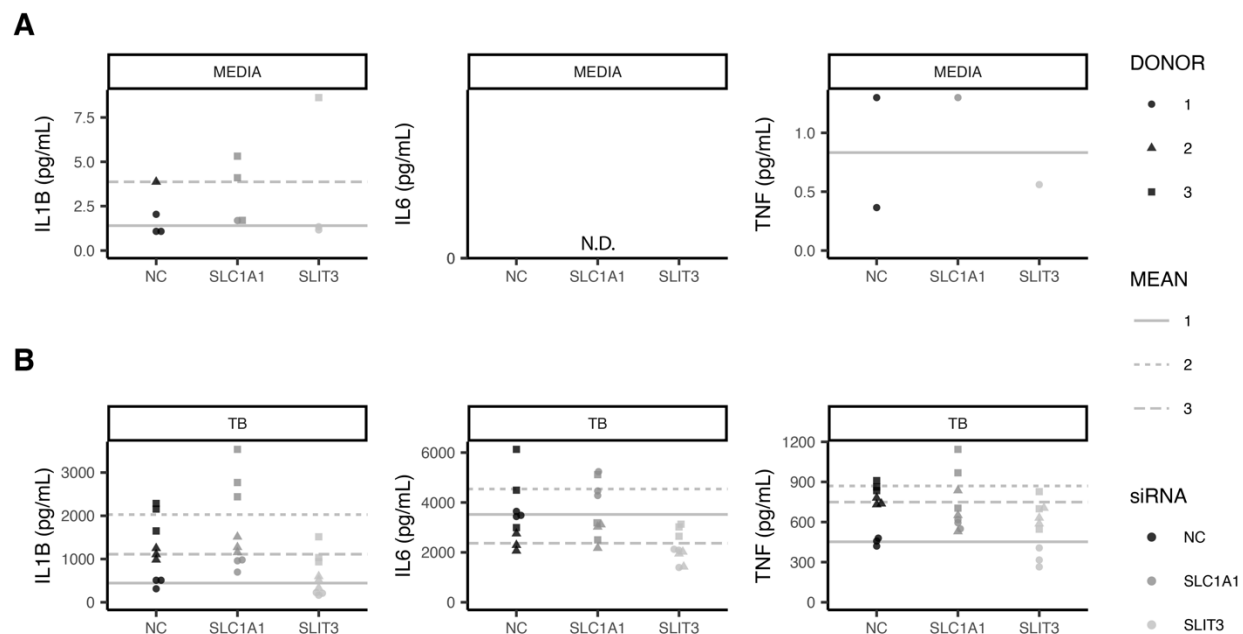 A
MEDIA
IL1B (pg/mL)
7.5
5.0
2.5
0.0
NC SLC1A1 SLIT3
MEDIA
IL6 (pg/mL)
0
N.D.
NC SLC1A1 SLIT3
MEDIA
TNF (pg/mL)
1.0
0.5
0.0
NC SLC1A1 SLIT3
DONOR
1
2
3
MEAN
1
2
3
siRNA
NC
SLC1A1
SLIT3
B
TB
IL1B (pg/mL)
3000
2000
1000
0
NC SLC1A1 SLIT3
TB
IL6 (pg/mL)
6000
4000
2000
0
NC SLC1A1 SLIT3
TB
TNF (pg/mL)
1200
900
600
300
0
NC SLC1A1 SLIT3